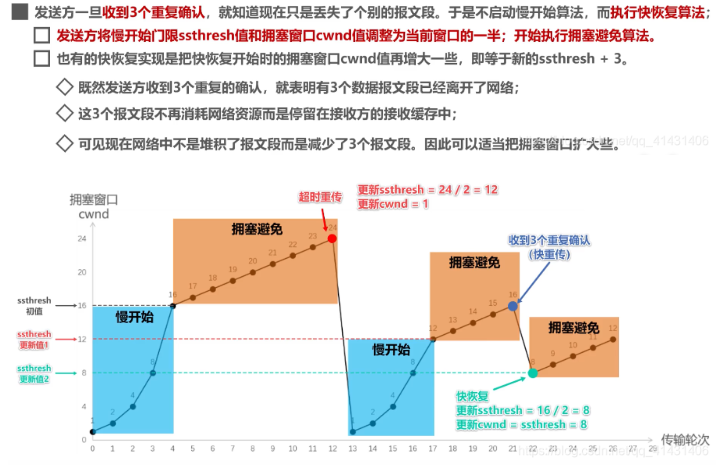 发送方一旦收到3个重复确认，就知道现在只是丢失了个别的报文段。于是不启动慢开始算法，而执行快恢复算法；
发送方将慢开始门限ssthresh值和拥塞窗口cwnd值调整为当前窗口的一半；开始执行拥塞避免算法。
也有的快恢复实现是把快恢复开始时的拥塞窗口cwnd值再增大一些，即等于新的ssthresh + 3。
既然发送方收到3个重复的确认，就表明有3个数据报文段已经离开了网络；
这3个报文段不再消耗网络资源而是停留在接收方的接收缓存中；
可见现在网络中不是堆积了报文段而是减少了3个报文段。因此可以适当把拥塞窗口扩大些。
拥塞窗口
cwnd
超时重传
更新ssthresh = 24 / 2 = 12
更新cwnd = 1
24
20
16
12
8
4
0
ssthresh
初值
ssthresh
更新值1
ssthresh
更新值2
慢开始
拥塞避免
慢开始
拥塞避免
拥塞避免
收到3个重复确认
（快重传）
快恢复
更新ssthresh = 16 / 2 = 8
更新cwnd = ssthresh = 8
1 2 4 8 16 17 18 19 20 21 22 23 24
1 2 4 8 12 13 14 15 16
8 9 10 11 12
0 1 2 3 4 5 6 7 8 9 10 11 12 13 14 15 16 17 18 19 20 21 22 23 24 25 26 27 28 29
传输轮次
https://blog.csdn.net/qq_41431406